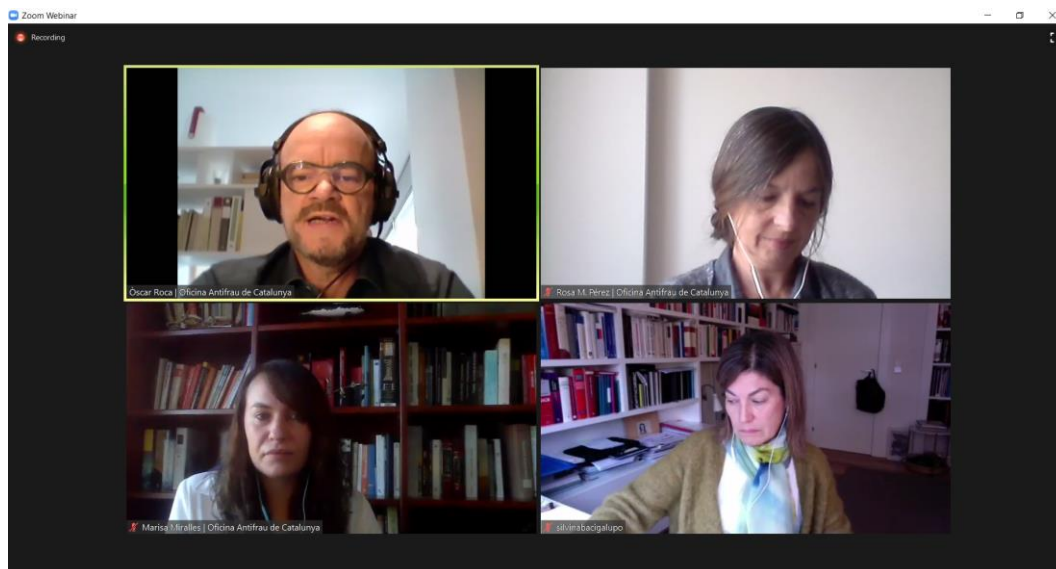 Zoom Webinar
Recording
Òscar Roca | Oficina Antifrau de Catalunya
Rosa M. Pérez | Oficina Antifrau de Catalunya
Marisa Miralles | Oficina Antifrau de Catalunya
silvinabacigalupo